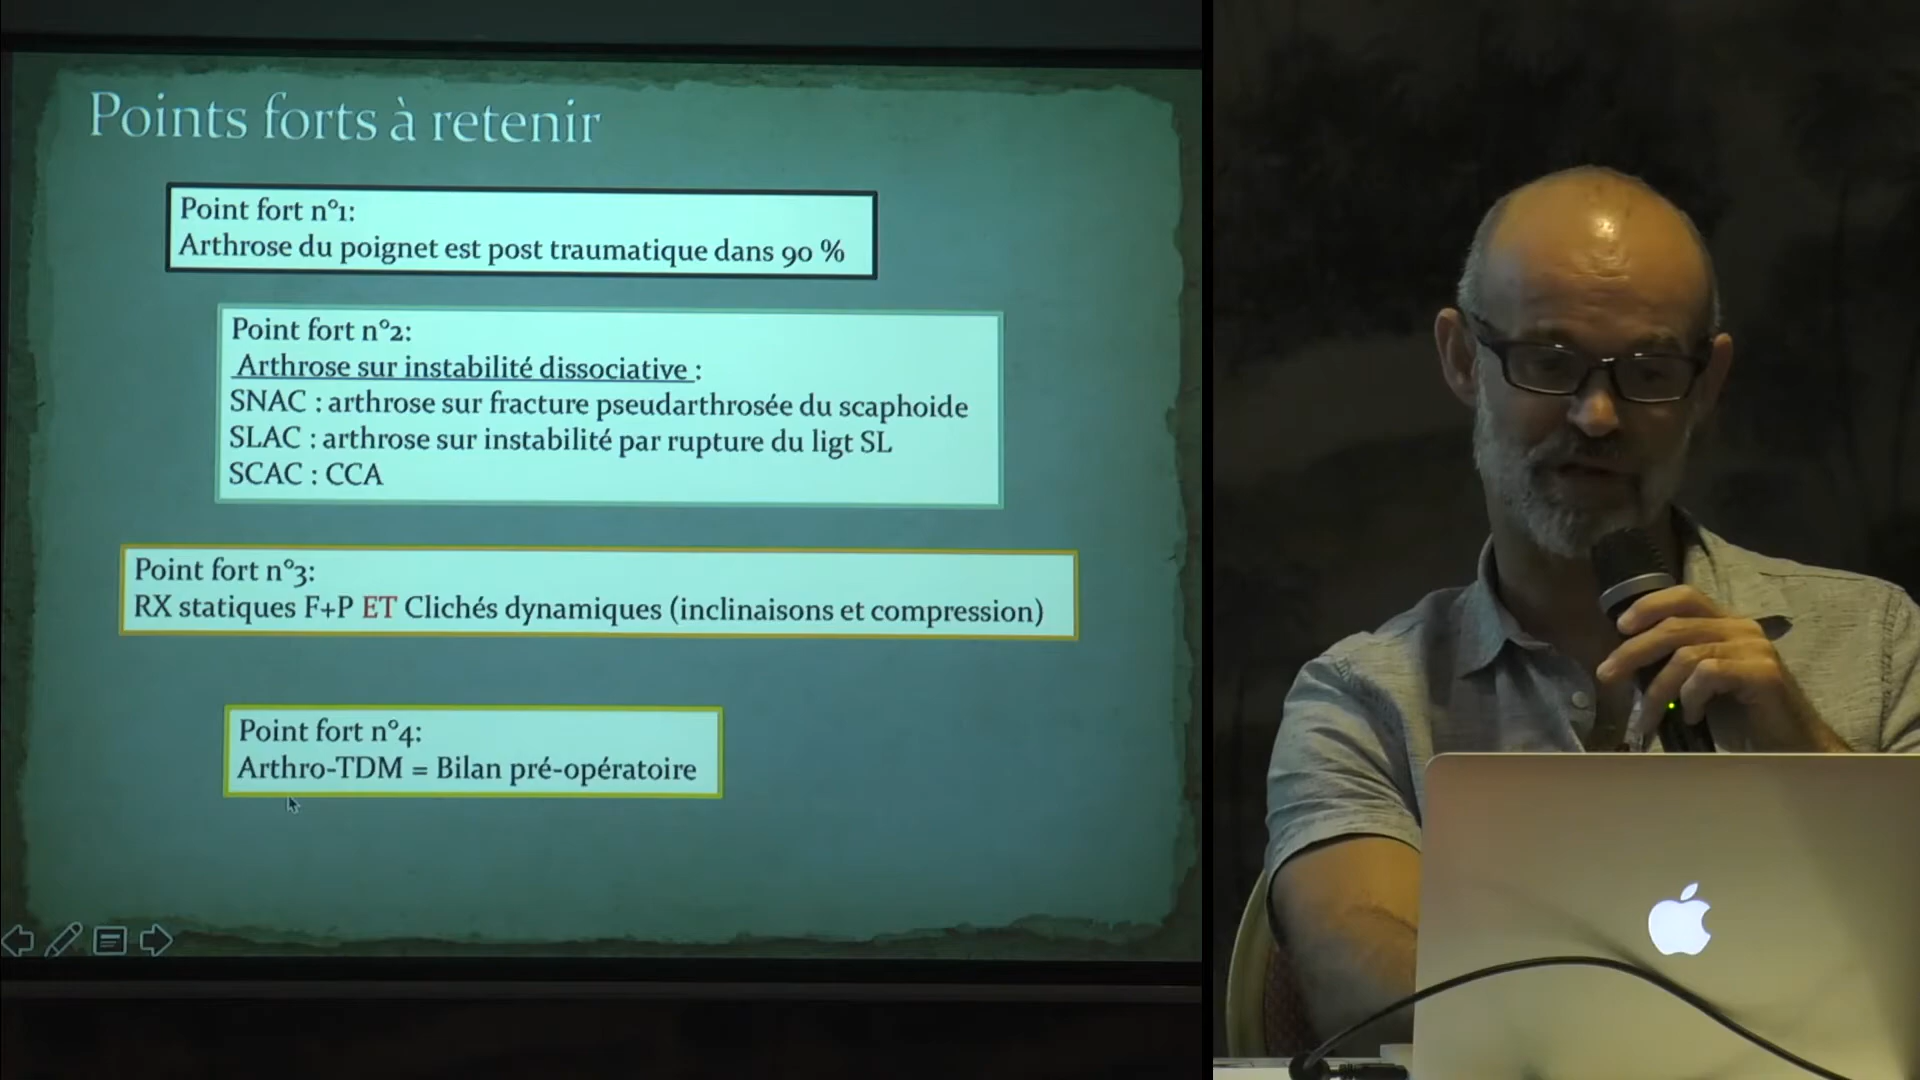 Points forts à retenir
Point fort n°1:
Arthrose du poignet est post traumatique dans 90 %
Point fort n°2:
Arthrose sur instabilité dissociative :
SNAC : arthrose sur fracture pseudarthrosée du scaphoide
SLAC : arthrose sur instabilité par rupture du ligt SL
SCAC : CCA
Point fort n°3:
RX statiques F+P ET Clichés dynamiques (inclinaisons et compression)
Point fort n°4:
Arthro-TDM = Bilan pré-opératoire